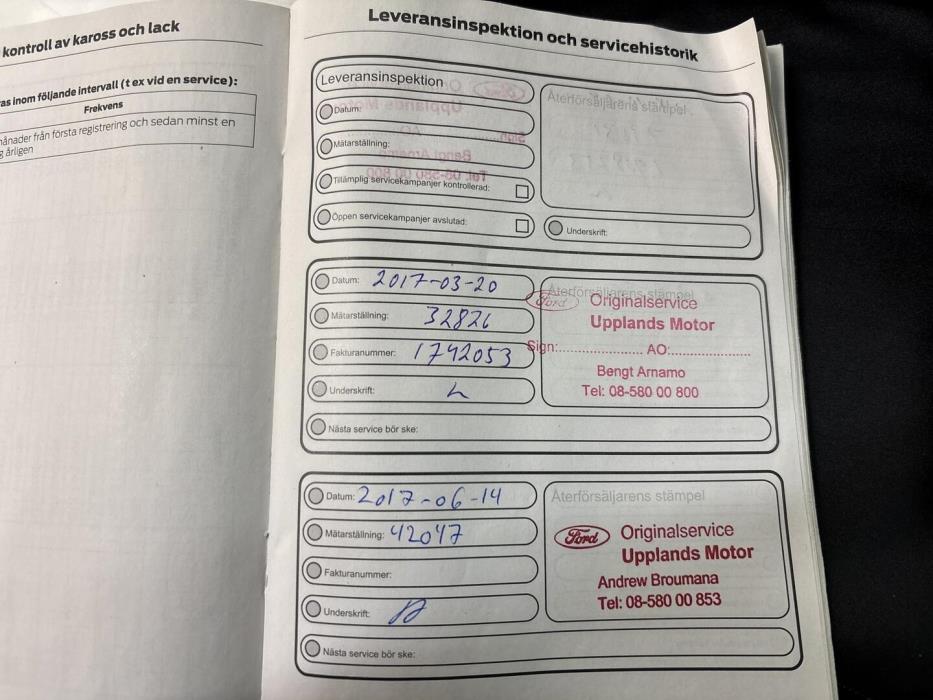 kontroll av kaross och lack
as inom följande intervall (t ex vid en service):
Frekvens
månader från första registrering och sedan minst en
g årligen
Leveransinspektion och servicehistorik
Leveransinspektion
Återförsäljarens stämpel
Datum:
Mätarställning:
Tillämplig servicekampanjer kontrollerad:
Öppen servicekampanjer avslutad:
Underskrift:
Datum: 2017-03-20
Återförsäljarens stämpel
Ford Originalservice
Mätarställning: 32826
Upplands Motor
Sign:........................ AO:......................
Fakturanummer: 1742053
Bengt Arnamo
Underskrift:
Tel: 08-580 00 800
Nästa service bör ske:
Datum: 2017-06-14
Återförsäljarens stämpel
Mätarställning: 42047
Ford Originalservice
Upplands Motor
Fakturanummer:
Andrew Broumana
Underskrift:
Tel: 08-580 00 853
Nästa service bör ske: